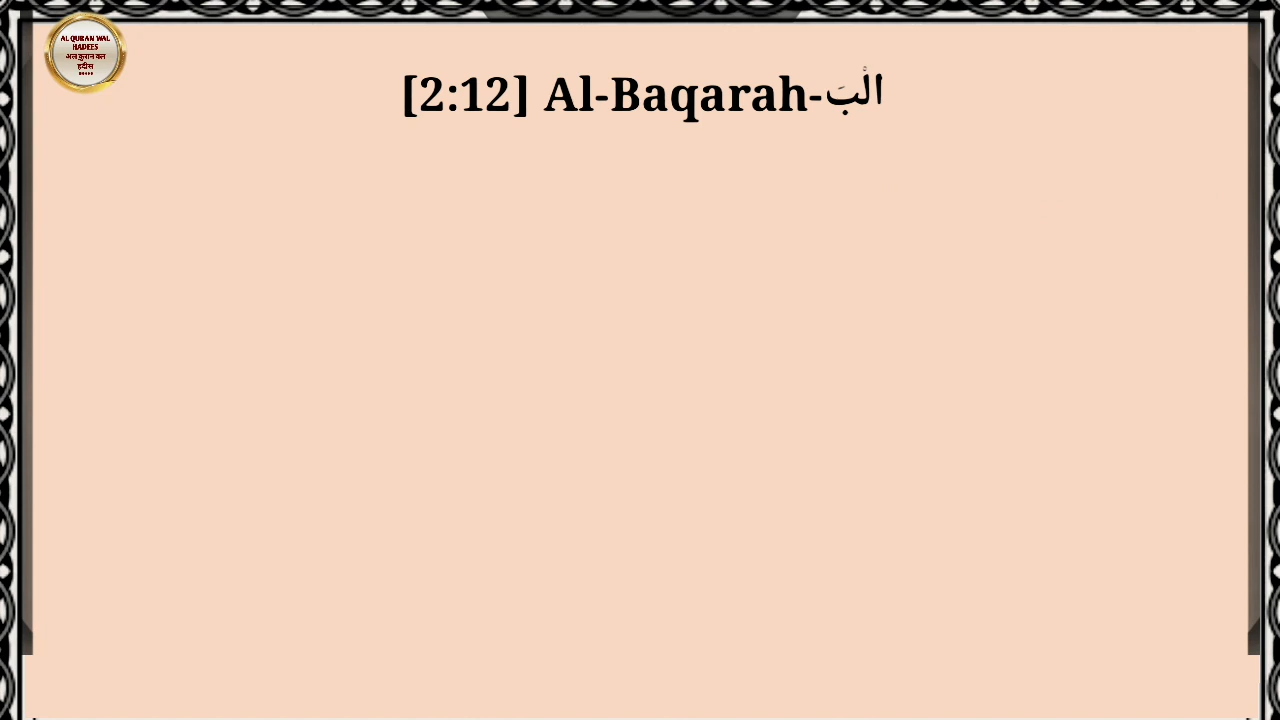 AL QURAN WAL
HADEES
अल कुरान वल
हदीस
[2:12] Al-Baqarah-الْبَ